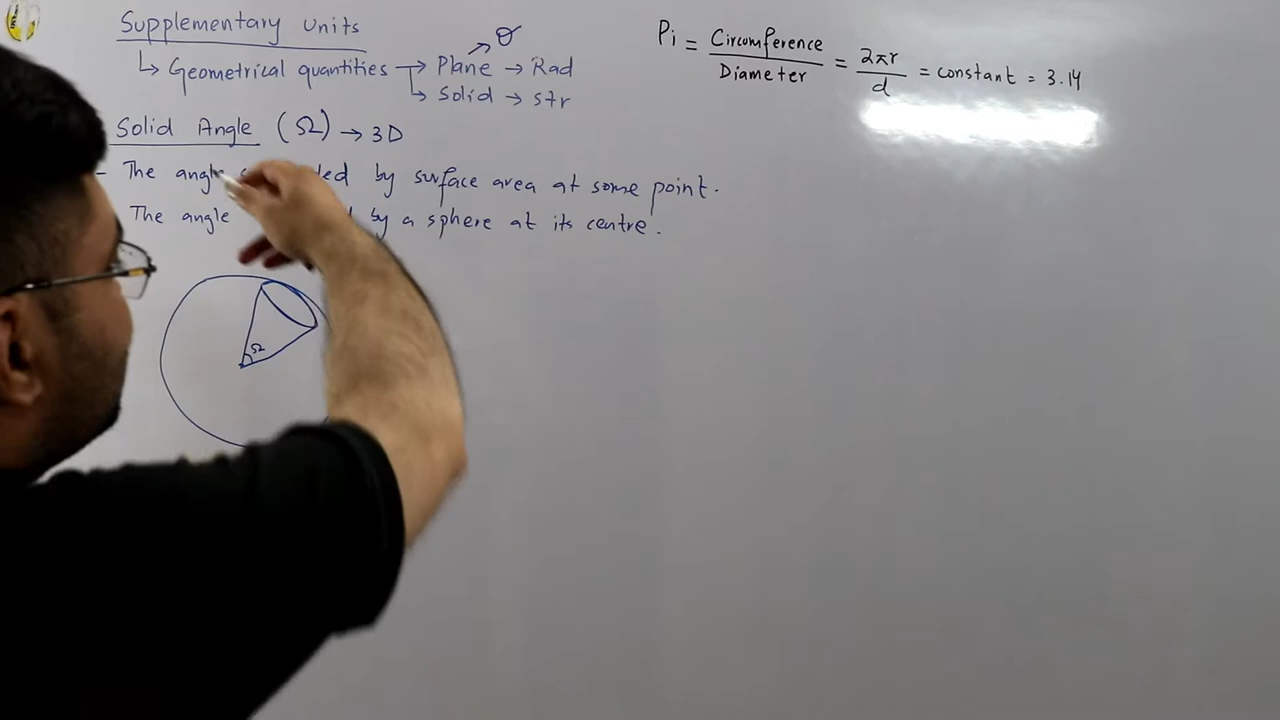 Supplementary Units
↳ Geometrical quantities → Plane → Rad
θ
↳ Solid → str
Solid Angle (Ω) → 3D
- The angle by surface area at some point.
The angle by a sphere at its centre.
Ω
Pi = Circumference / Diameter = 2πr / d = constant = 3.14